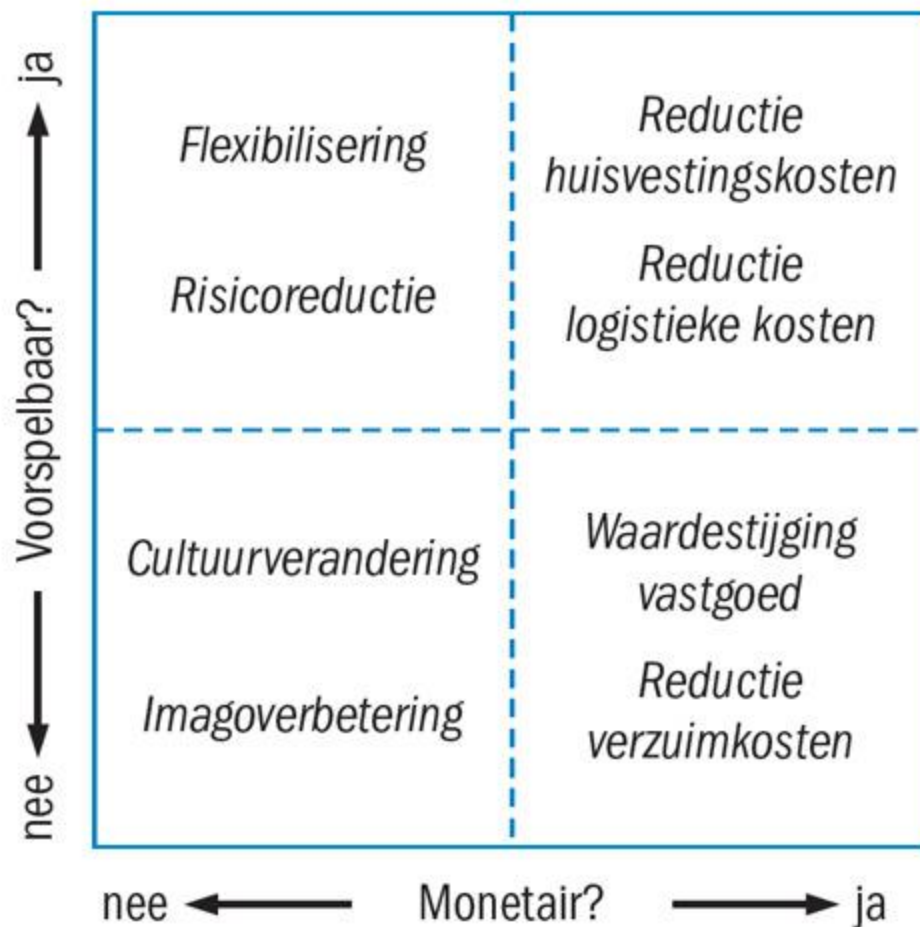 ja
Voorspelbaar?
nee
Flexibilisering
Risicoreductie
Reductie
huisvestingskosten
Reductie
logistieke kosten
Cultuurverandering
Imagoverbetering
Waardestijging
vastgoed
Reductie
verzuimkosten
nee
Monetair?
ja